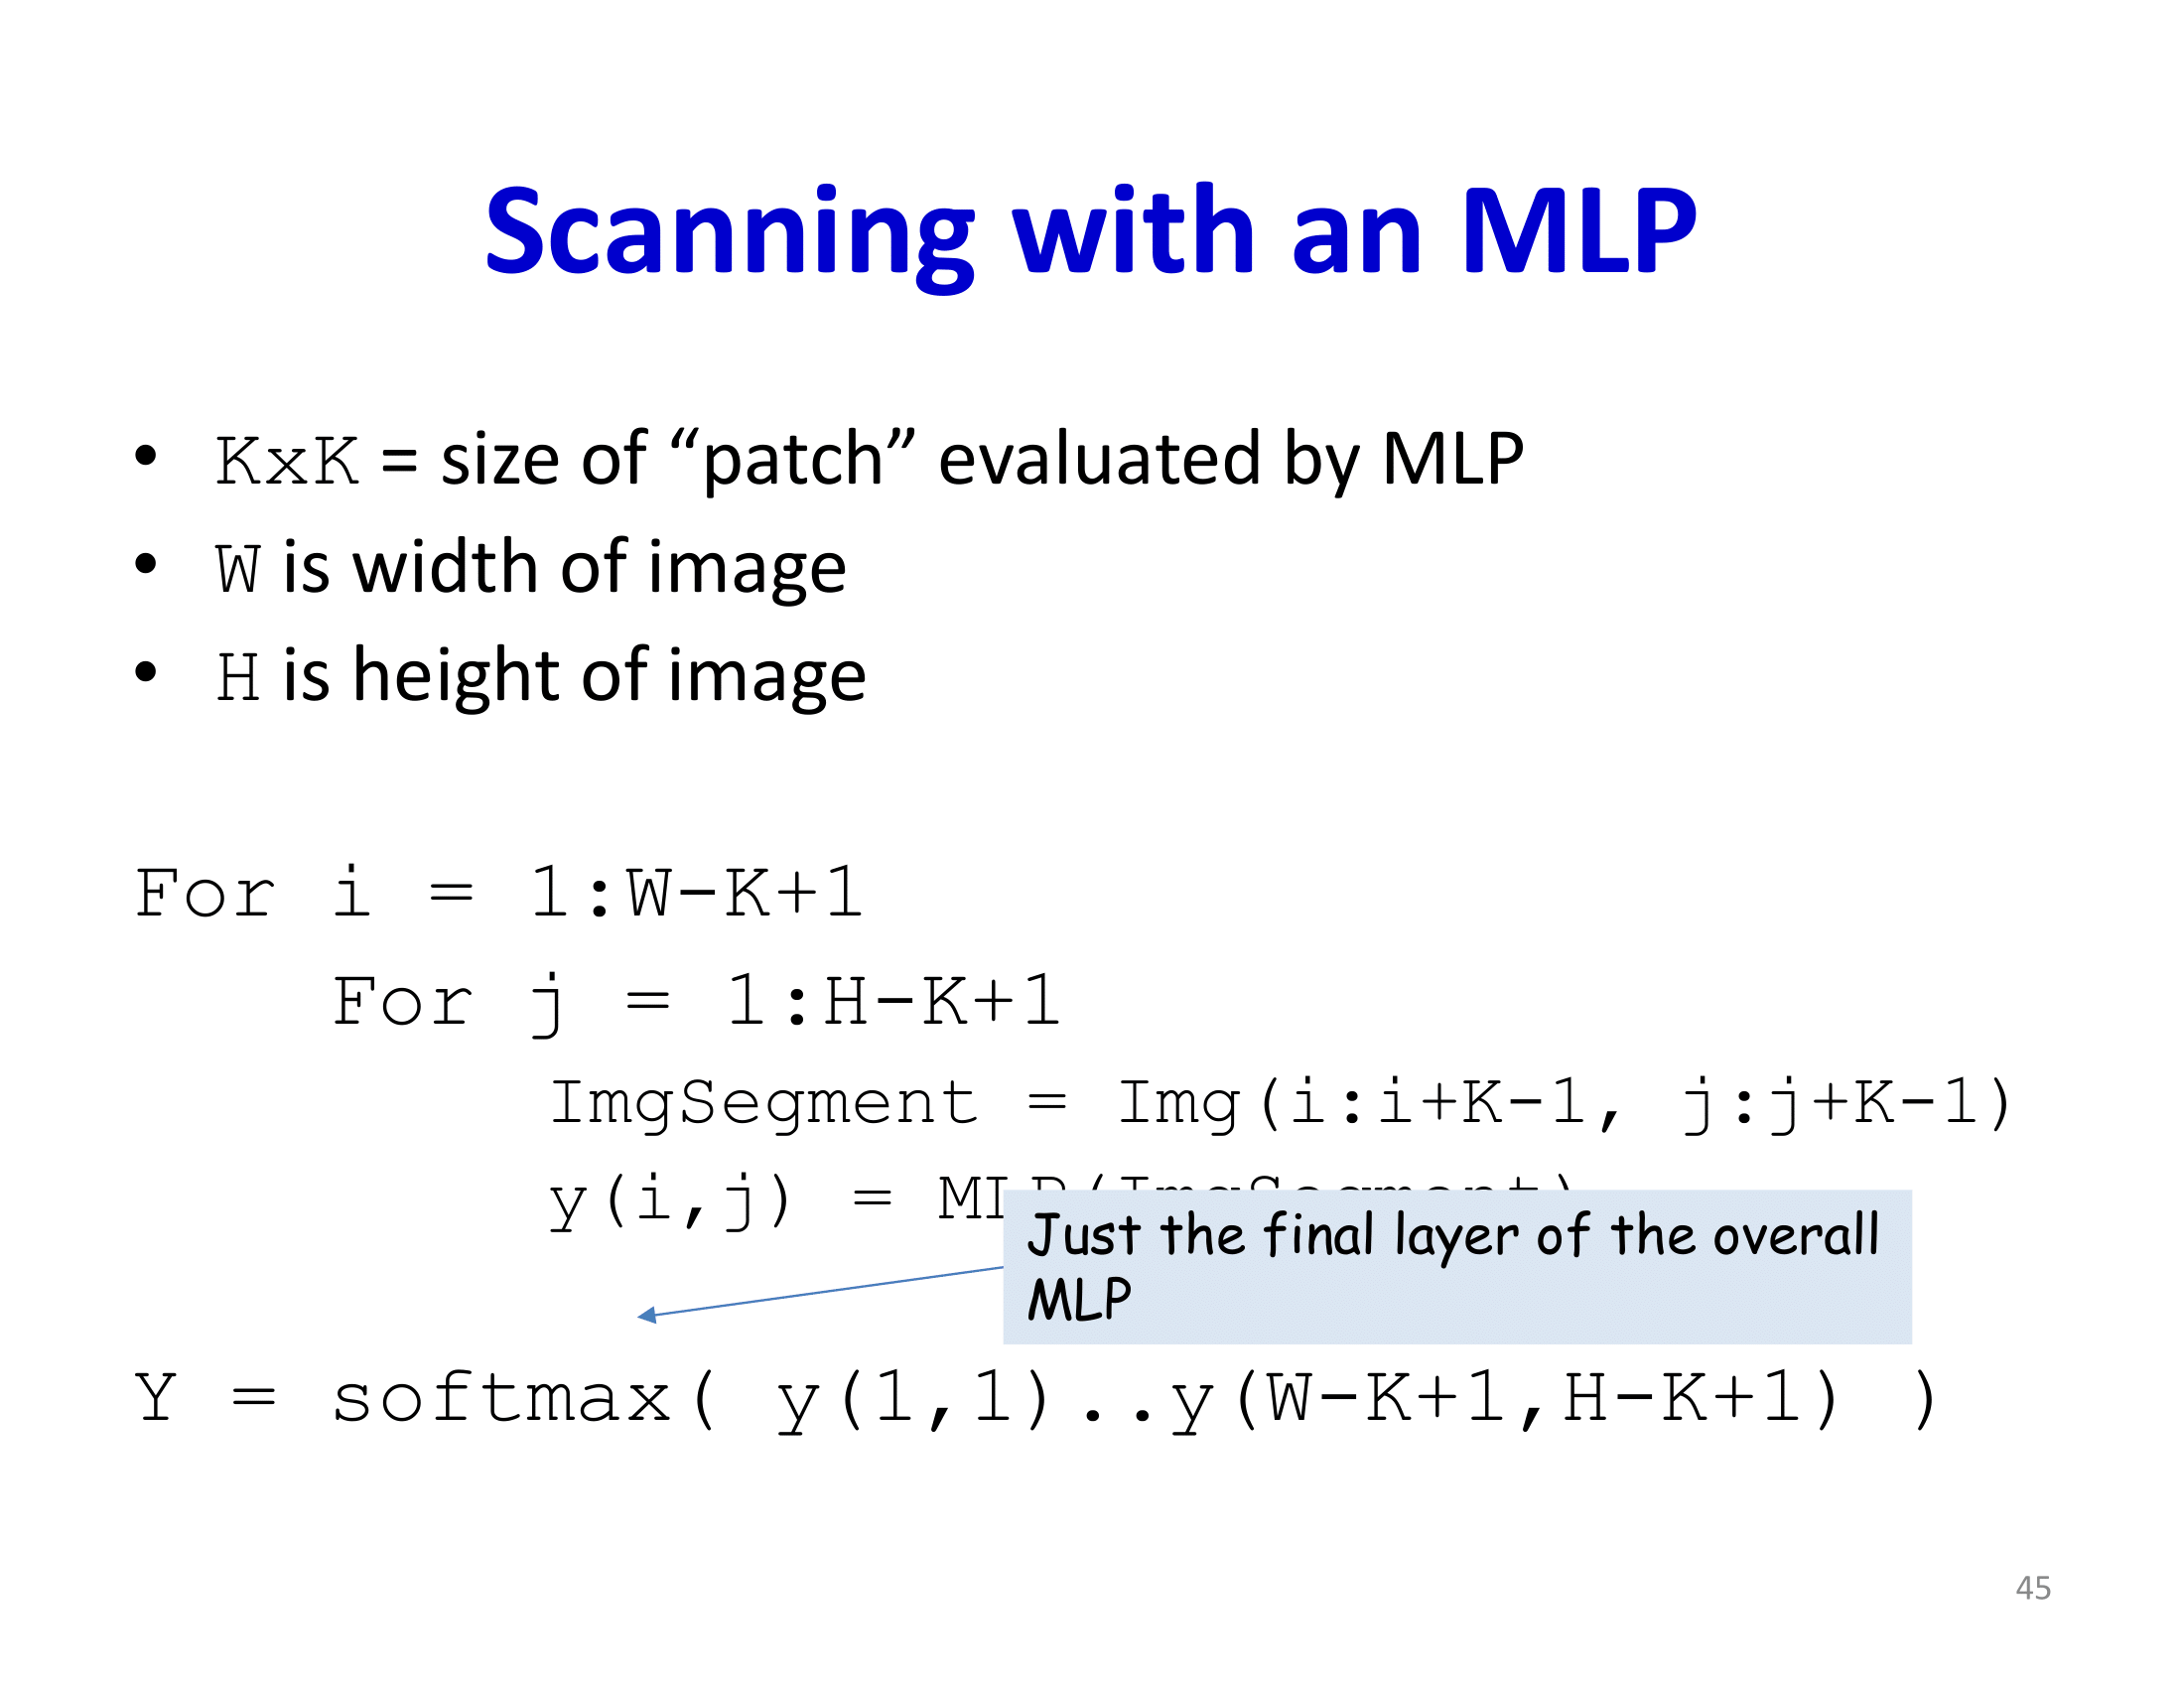 Scanning with an MLP
• KxK = size of “patch” evaluated by MLP
• W is width of image
• H is height of image
For i = 1:W-K+1
For j = 1:H-K+1
ImgSegment = Img(i:i+K-1, j:j+K-1)
y(i,j) = MLP(ImgSegment)
Just the final layer of the overall
MLP
Y = softmax( y(1,1)..y(W-K+1,H-K+1) )
45